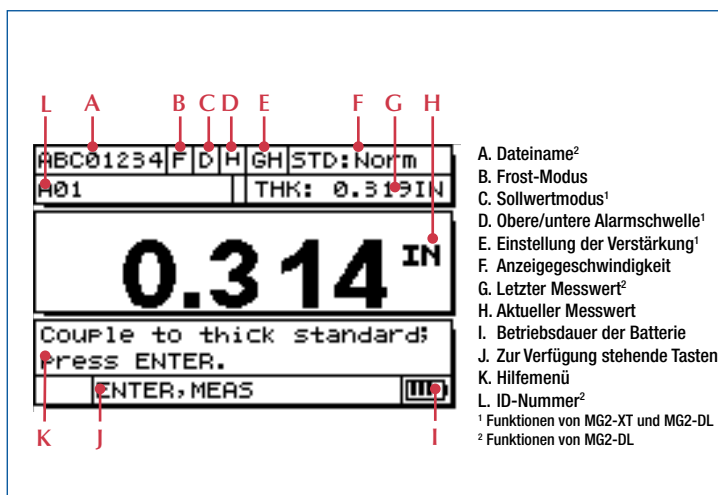 L A B C D E F G H
ABC01234 F D H GH STD:Norm
A01 THK: 0.319IN
0.314 IN
Couple to thick standard;
Press ENTER.
ENTER,MEAS
K J I
A. Dateiname²
B. Frost-Modus
C. Sollwertmodus¹
D. Obere/untere Alarmschwelle¹
E. Einstellung der Verstärkung¹
F. Anzeigegeschwindigkeit
G. Letzter Messwert²
H. Aktueller Messwert
I. Betriebsdauer der Batterie
J. Zur Verfügung stehende Tasten
K. Hilfemenü
L. ID-Nummer²
¹ Funktionen von MG2-XT und MG2-DL
² Funktionen von MG2-DL